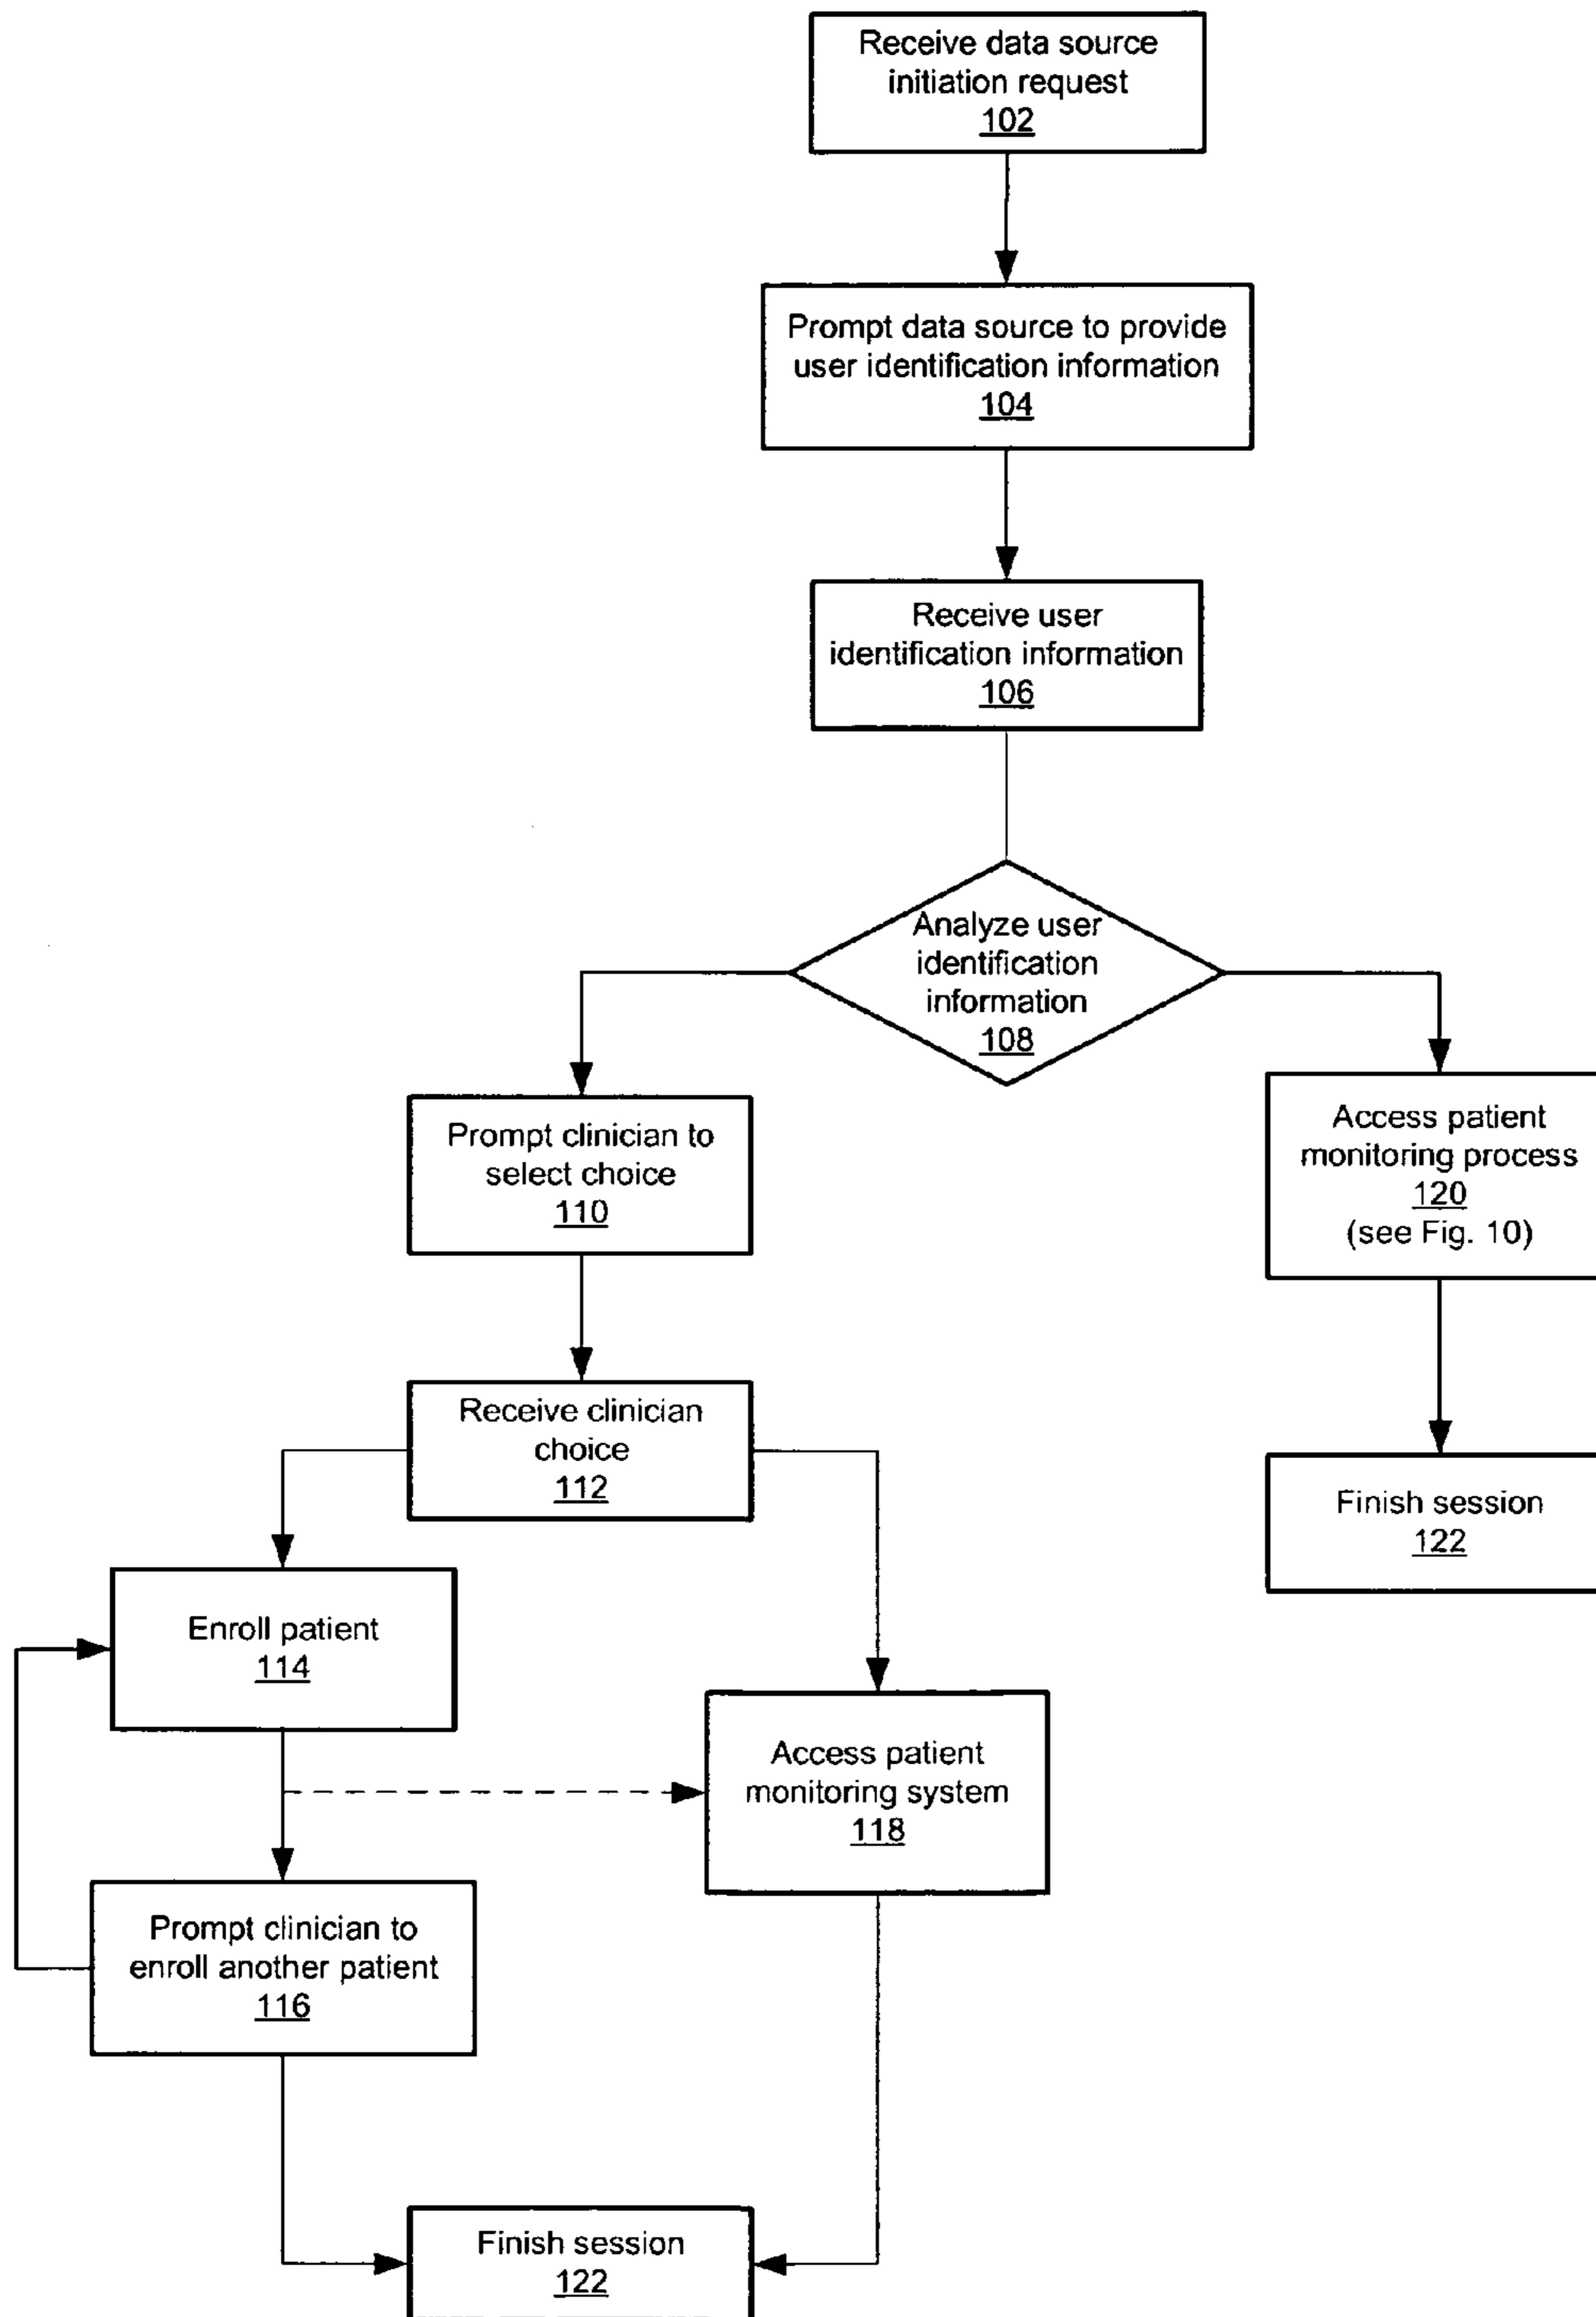 Receive data source
initiation request
102
Prompt data source to provide
user identification information
104
Receive user
identification information
106
Analyze user
identification
information
108
Prompt clinician to
select choice
110
Access patient
monitoring process
120
(see Fig. 10)
Receive clinician
choice
112
Finish session
122
Enroll patient
114
Access patient
monitoring system
118
Prompt clinician to
enroll another patient
116
Finish session
122